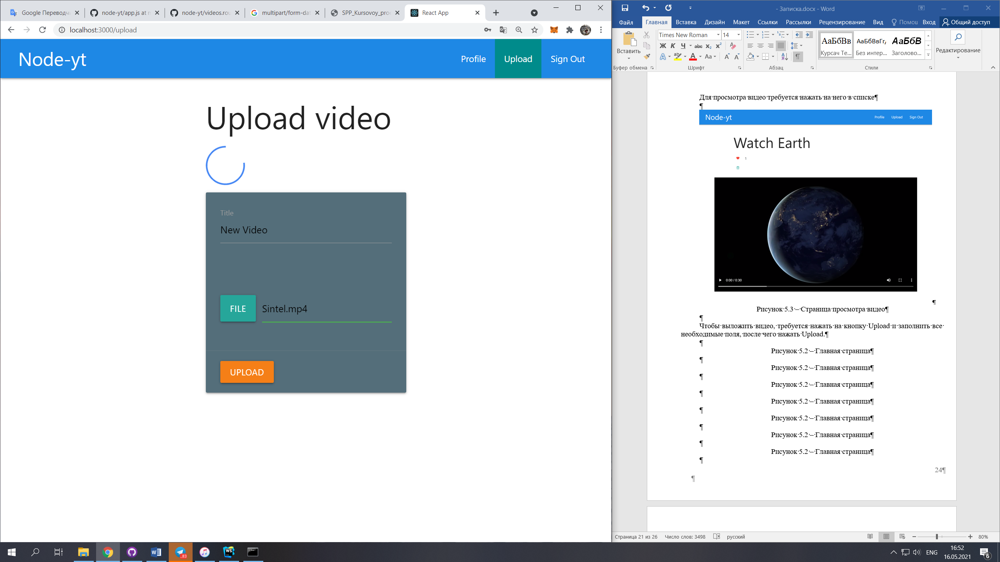 Google Переводчи
node-yt/app.js at m
node-yt/videos.rou
multipart/form-dat
SPP_Kursovoy_proe
React App
localhost:3000/upload
Node-yt
Profile
Upload
Sign Out
Upload video
Title
New Video
FILE
Sintel.mp4
UPLOAD
- Записка.docx - Word
Файл
Главная
Вставка
Дизайн
Макет
Ссылки
Рассылки
Рецензирование
Вид
Помощ
Вход
Общий доступ
Вставить
Times New Roman
14
Ж К Ч abc x₂ x²
Aa
АаБбВв
АаБбВвГг,
АаБбВ
Курсач Те...
Без интер...
Заголово...
Редактирование
Буфер обмена
Шрифт
Абзац
Стили
Для·просмотра·видео·требуется·нажать·на·него·в·списке¶
¶
Node-yt
Profile
Upload
Sign Out
Watch Earth
1
0:00 / 0:30
¶
Рисунок·5.3·–·Страница·просмотра·видео¶
¶
Чтобы·выложить·видео,·требуется·нажать·на·кнопку·Upload·и·заполнить·все·
необходимые·поля,·после·чего·нажать·Upload.¶
¶
Рисунок·5.2·–·Главная·страница¶
¶
Рисунок·5.2·–·Главная·страница¶
¶
Рисунок·5.2·–·Главная·страница¶
¶
Рисунок·5.2·–·Главная·страница¶
¶
Рисунок·5.2·–·Главная·страница¶
¶
Рисунок·5.2·–·Главная·страница¶
¶
Рисунок·5.2·–·Главная·страница¶
¶
24¶
¶
Страница 21 из 26
Число слов: 3498
русский
80%
..83
WS
ENG
16:52
16.05.2021
6